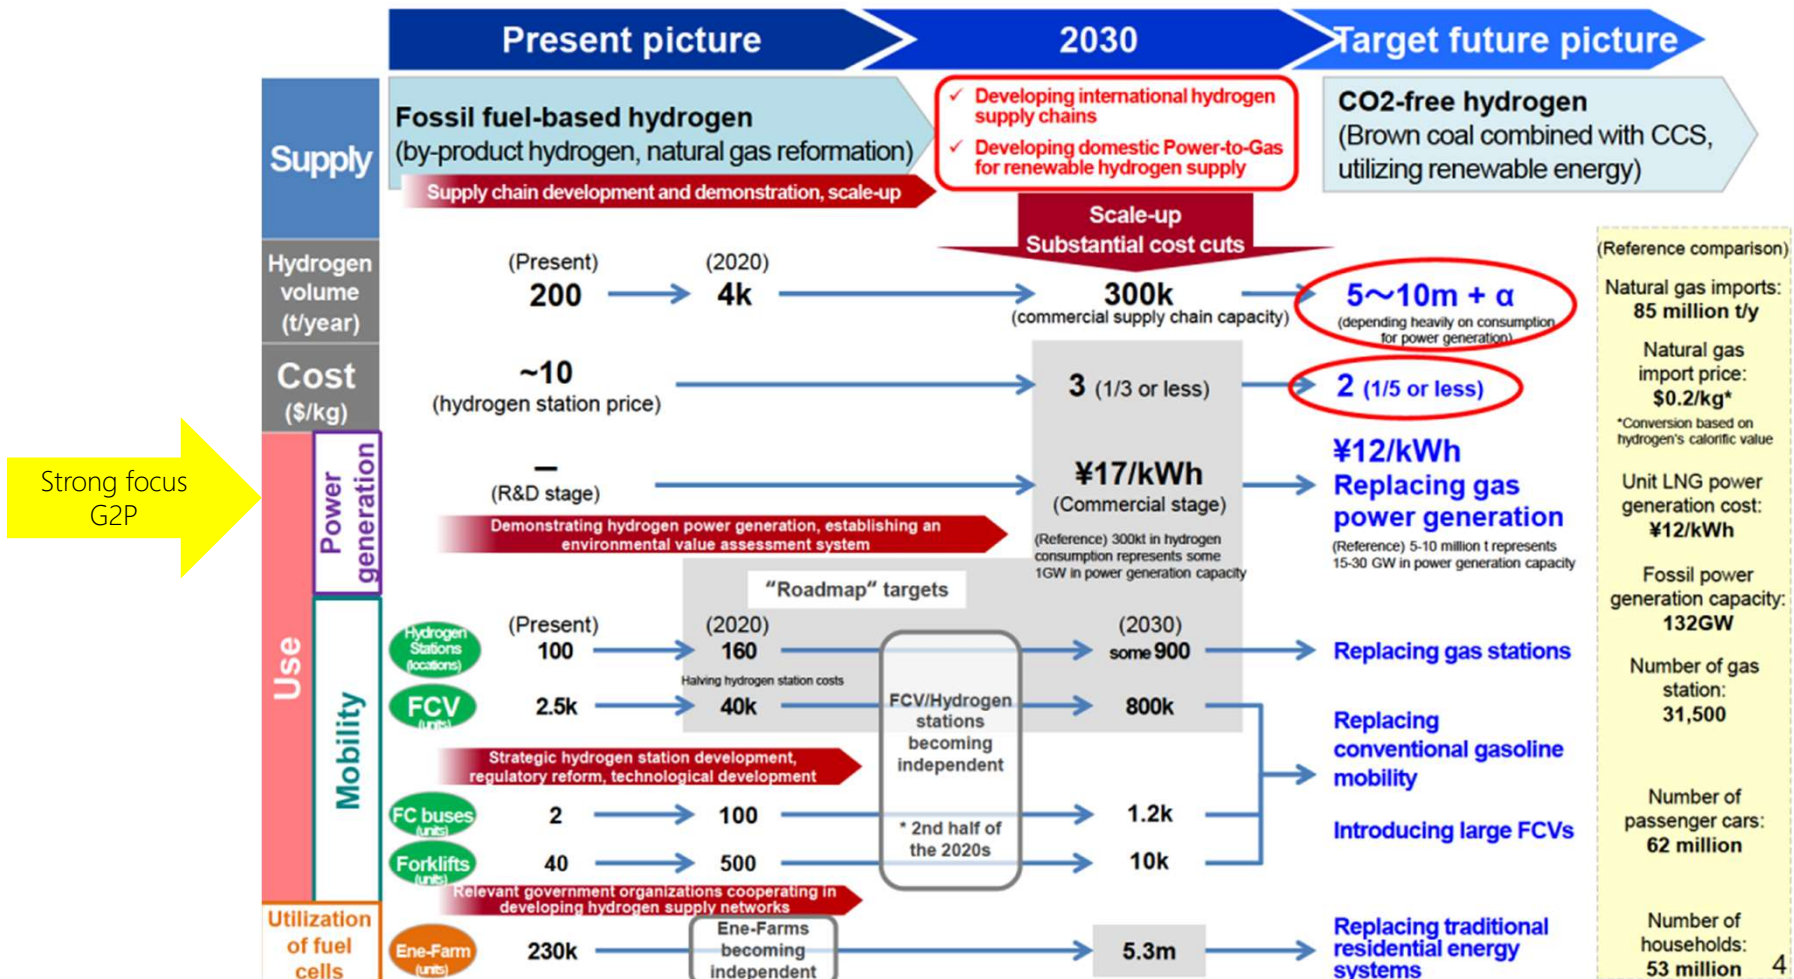 Present picture
2030
Target future picture
Supply
Fossil fuel-based hydrogen
(by-product hydrogen, natural gas reformation)
Supply chain development and demonstration, scale-up
✓ Developing international hydrogen
supply chains
✓ Developing domestic Power-to-Gas
for renewable hydrogen supply
CO2-free hydrogen
(Brown coal combined with CCS,
utilizing renewable energy)
Scale-up
Substantial cost cuts
Hydrogen
volume
(t/year)
(Present)
200
(2020)
4k
300k
(commercial supply chain capacity)
5～10m + α
(depending heavily on consumption
for power generation)
Cost
($/kg)
~10
(hydrogen station price)
3 (1/3 or less)
2 (1/5 or less)
Strong focus
G2P
Use
Power
generation
–
(R&D stage)
¥17/kWh
(Commercial stage)
(Reference) 300kt in hydrogen
consumption represents some
1GW in power generation capacity
¥12/kWh
Replacing gas
power generation
(Reference) 5-10 million t represents
15-30 GW in power generation capacity
Demonstrating hydrogen power generation, establishing an
environmental value assessment system
“Roadmap“ targets
Mobility
Hydrogen
Stations
(locations)
(Present)
100
(2020)
160
Halving hydrogen station costs
(2030)
some 900
Replacing gas stations
FCV
(units)
2.5k
40k
800k
FCV/Hydrogen
stations
becoming
independent
* 2nd half of
the 2020s
Replacing
conventional gasoline
mobility
Strategic hydrogen station development,
regulatory reform, technological development
FC buses
(units)
2
100
1.2k
Introducing large FCVs
Forklifts
(units)
40
500
10k
Relevant government organizations cooperating in
developing hydrogen supply networks
Utilization
of fuel
cells
Ene-Farm
(units)
230k
Ene-Farms
becoming
independent
5.3m
Replacing traditional
residential energy
systems
(Reference comparison)
Natural gas imports:
85 million t/y
Natural gas
import price:
$0.2/kg*
*Conversion based on
hydrogen's calorific value
Unit LNG power
generation cost:
¥12/kWh
Fossil power
generation capacity:
132GW
Number of gas
station:
31,500
Number of
passenger cars:
62 million
Number of
households:
53 million
4